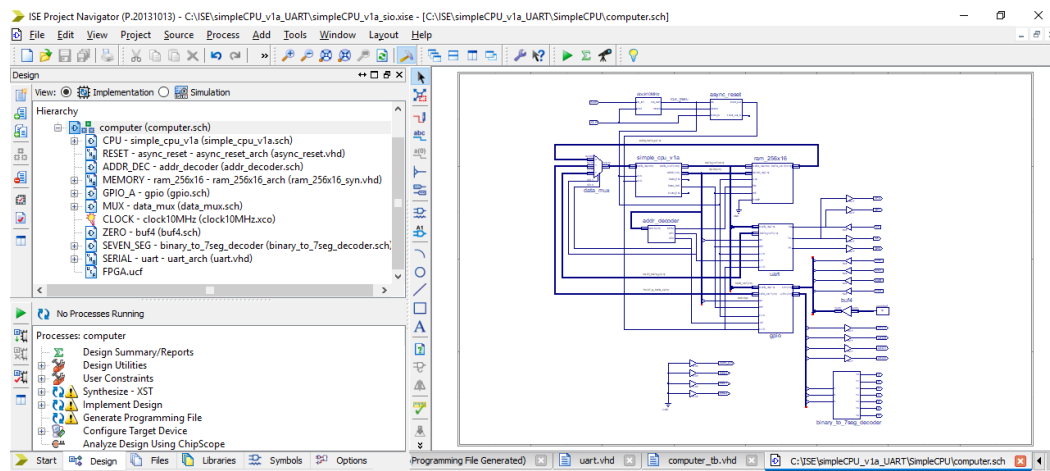 ISE Project Navigator (P.20131013) - C:\ISE\simpleCPU_v1a_UART\simpleCPU_v1a_sio.xise - [C:\ISE\simpleCPU_v1a_UART\SimpleCPU\computer.sch]
File Edit View Project Source Process Add Tools Window Layout Help
Design
View: Implementation Simulation
Hierarchy
computer (computer.sch)
CPU - simple_cpu_v1a (simple_cpu_v1a.sch)
RESET - async_reset - async_reset_arch (async_reset.vhd)
ADDR_DEC - addr_decoder (addr_decoder.sch)
MEMORY - ram_256x16 - ram_256x16_arch (ram_256x16_syn.vhd)
GPIO_A - gpio (gpio.sch)
MUX - data_mux (data_mux.sch)
CLOCK - clock10MHz (clock10MHz.xco)
ZERO - buf4 (buf4.sch)
SEVEN_SEG - binary_to_7seg_decoder (binary_to_7seg_decoder.sch)
SERIAL - uart - uart_arch (uart.vhd)
FPGA.ucf
No Processes Running
Processes: computer
Design Summary/Reports
Design Utilities
User Constraints
Synthesize - XST
Implement Design
Generate Programming File
Configure Target Device
Analyze Design Using ChipScope
Start Design Files Libraries Symbols Options
async_reset
simple_cpu_v1a
ram_256x16
data_mux
addr_decoder
uart
buf4
gpio
binary_to_7seg_decoder
Programming File Generated) uart.vhd computer_tb.vhd C:\ISE\simpleCPU_v1a_UART\SimpleCPU\computer.sch